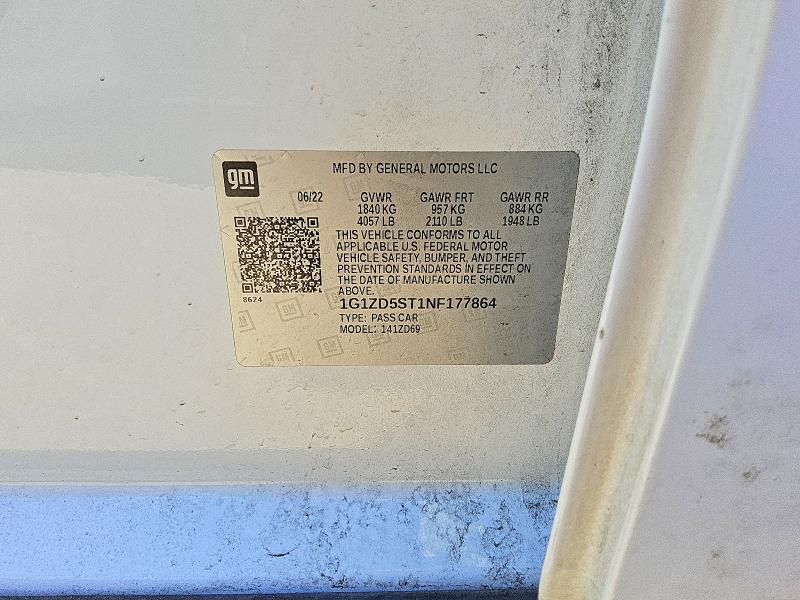 gm
MFD BY GENERAL MOTORS LLC
06/22 GVWR GAWR FRT GAWR RR
1840 KG 957 KG 884 KG
4057 LB 2110 LB 1948 LB
THIS VEHICLE CONFORMS TO ALL
APPLICABLE U.S. FEDERAL MOTOR
VEHICLE SAFETY, BUMPER, AND THEFT
PREVENTION STANDARDS IN EFFECT ON
THE DATE OF MANUFACTURE SHOWN
ABOVE.
8624
1G1ZD5ST1NF177864
TYPE: PASS CAR
MODEL: 141ZD69